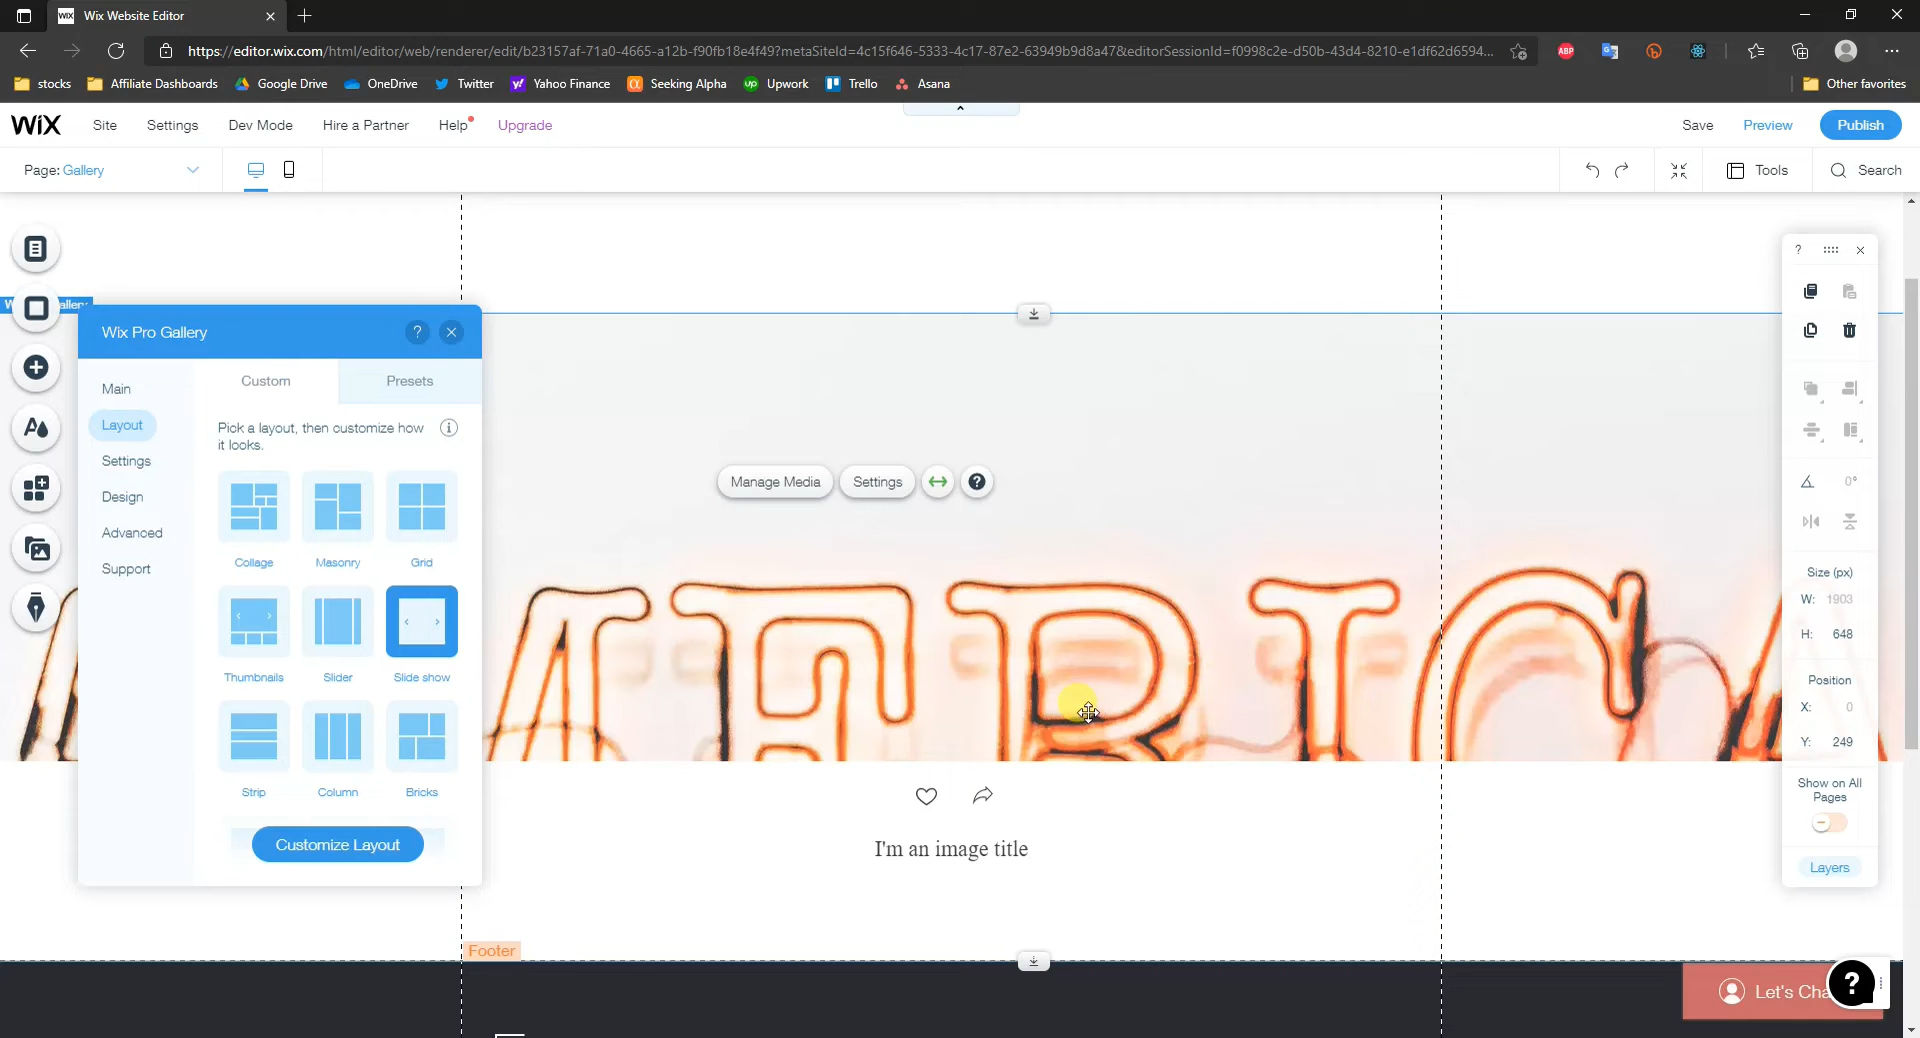 Wix Website Editor
https://editor.wix.com/html/editor/web/renderer/edit/b23157af-71a0-4665-a12b-f90fb18e4f49?metaSiteId=4c15f646-5333-4c17-87e2-63949b9d8a47&editorSessionId=f0998c2e-d50b-43d4-8210-e1df62d6594...
stocks
Affiliate Dashboards
Google Drive
OneDrive
Twitter
Yahoo Finance
Seeking Alpha
Upwork
Trello
Asana
Other favorites
WiX
Site
Settings
Dev Mode
Hire a Partner
Help
Upgrade
Save
Preview
Publish
Page: Gallery
Tools
Search
Wix Pro Gallery
Main
Layout
Settings
Design
Advanced
Support
Custom
Presets
Pick a layout, then customize how
it looks.
Collage
Masonry
Grid
Thumbnails
Slider
Slide show
Strip
Column
Bricks
Customize Layout
Manage Media
Settings
I'm an image title
Footer
0°
Size (px)
W: 1903
H: 648
Position
X: 0
Y: 249
Show on All
Pages
Layers
Let's Cha